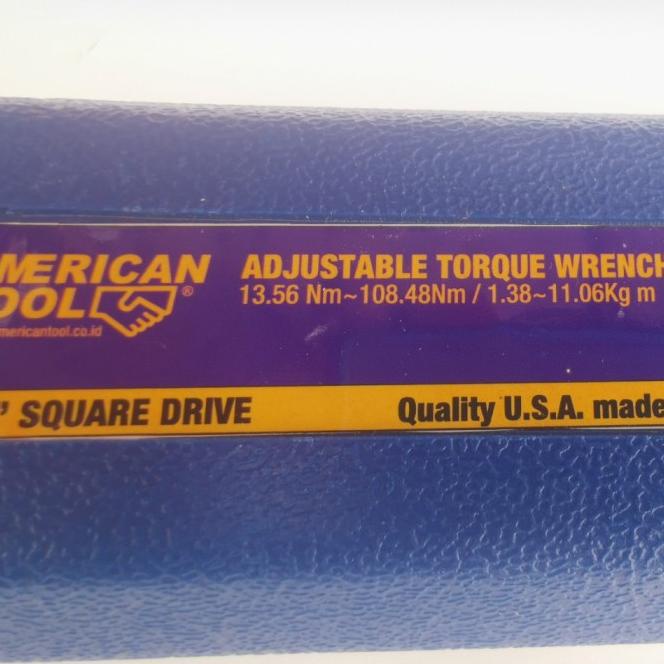 MERICAN
OOL®
mericantool.co.id
ADJUSTABLE TORQUE WRENCH
13.56 Nm~108.48Nm / 1.38~11.06Kg m
" SQUARE DRIVE
Quality U.S.A. made